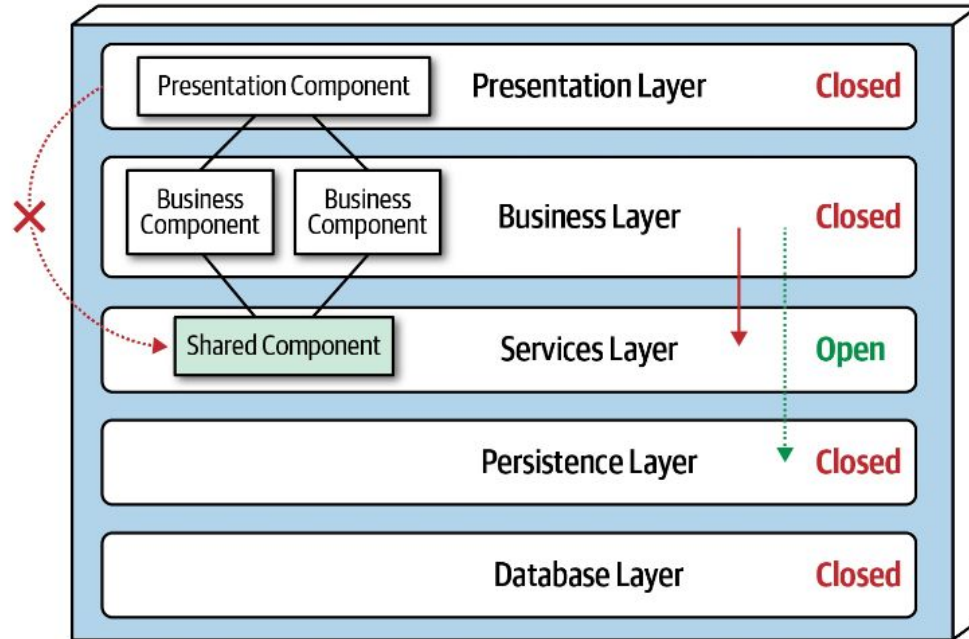 Presentation Component
Presentation Layer
Closed
Business
Component
Business
Component
Business Layer
Closed
Shared Component
Services Layer
Open
Persistence Layer
Closed
Database Layer
Closed